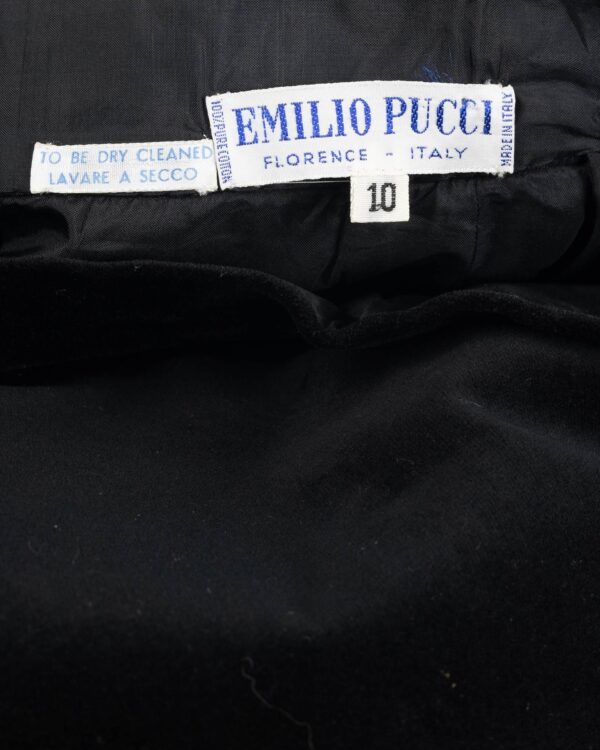 EMILIO PUCCI
FLORENCE - ITALY
100% PURE COTTON
MADE IN ITALY
TO BE DRY CLEANED
LAVARE A SECCO
10